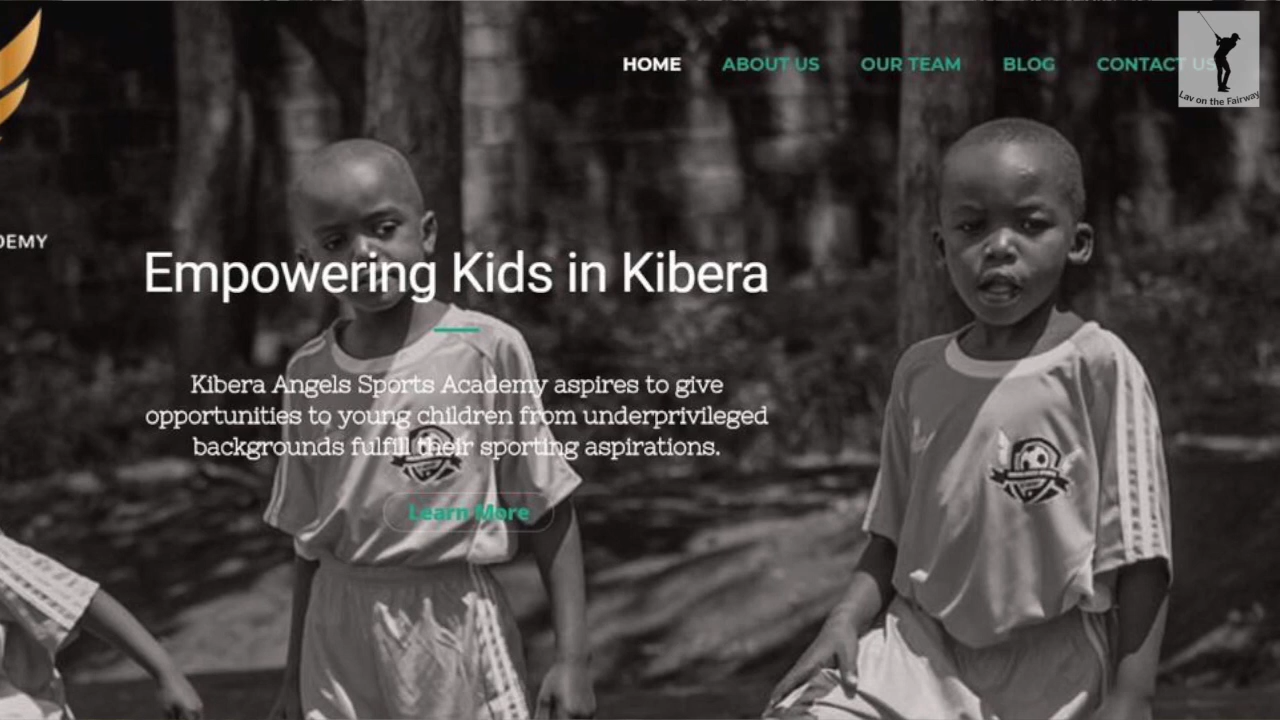 HOME ABOUT US OUR TEAM BLOG CONTACT US
Lav on the Fairway
DEMY
Empowering Kids in Kibera
Kibera Angels Sports Academy aspires to give
opportunities to young children from underprivileged
backgrounds fulfill their sporting aspirations.
Learn More